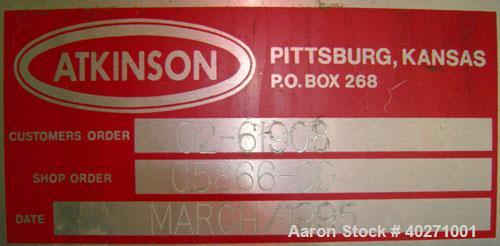 ATKINSON
PITTSBURG, KANSAS
P.O. BOX 268
CUSTOMERS ORDER 02-61908
SHOP ORDER C5866-00
DATE MARCH/1995
Aaron Stock # 40271001